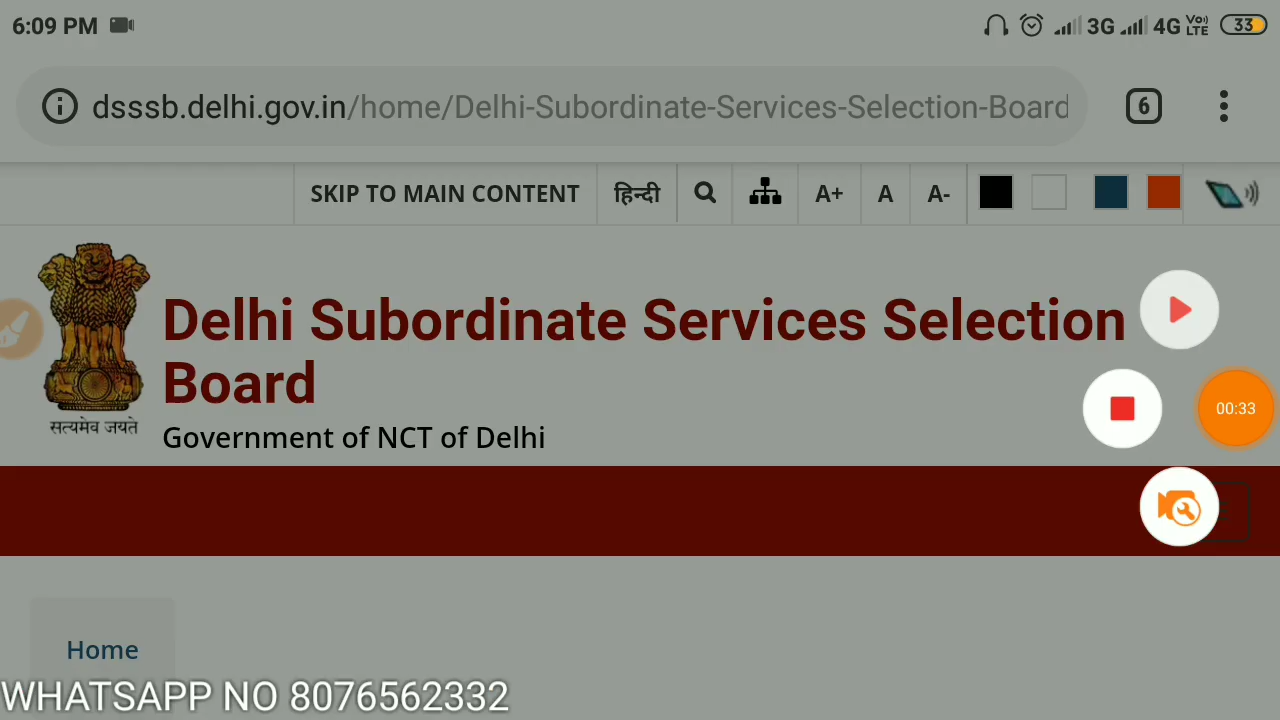 6:09 PM 3G 4G Vo) LTE 33
dsssb.delhi.gov.in/home/Delhi-Subordinate-Services-Selection-Board 6
SKIP TO MAIN CONTENT हिन्दी A+ A A-
Delhi Subordinate Services Selection
Board
सत्यमेव जयते
Government of NCT of Delhi
00:33
Home
WHATSAPP NO 8076562332